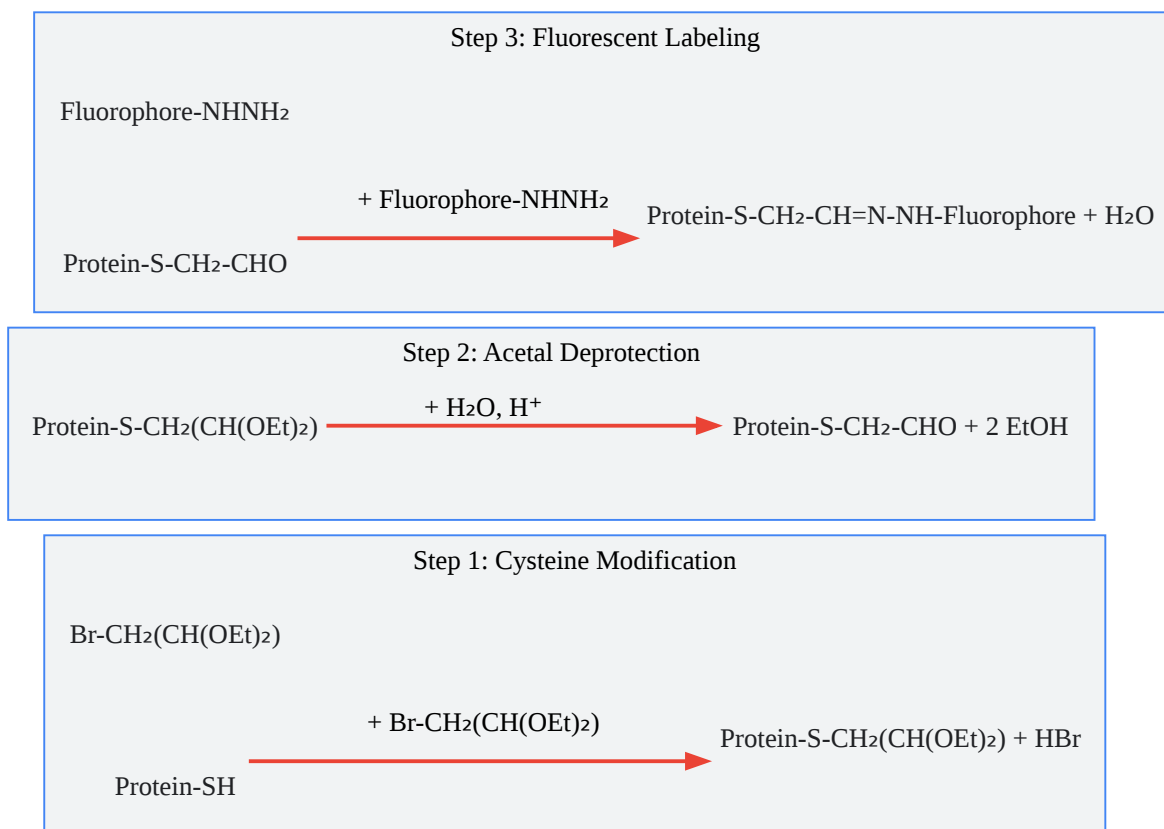 Step 3: Fluorescent Labeling
Fluorophore-NHNH₂
+ Fluorophore-NHNH₂
Protein-S-CH₂-CH=N-NH-Fluorophore + H₂O
Protein-S-CH₂-CHO
Step 2: Acetal Deprotection
+ H₂O, H⁺
Protein-S-CH₂(CH(OEt)₂)
Protein-S-CH₂-CHO + 2 EtOH
Step 1: Cysteine Modification
Br-CH₂(CH(OEt)₂)
+ Br-CH₂(CH(OEt)₂)
Protein-S-CH₂(CH(OEt)₂) + HBr
Protein-SH